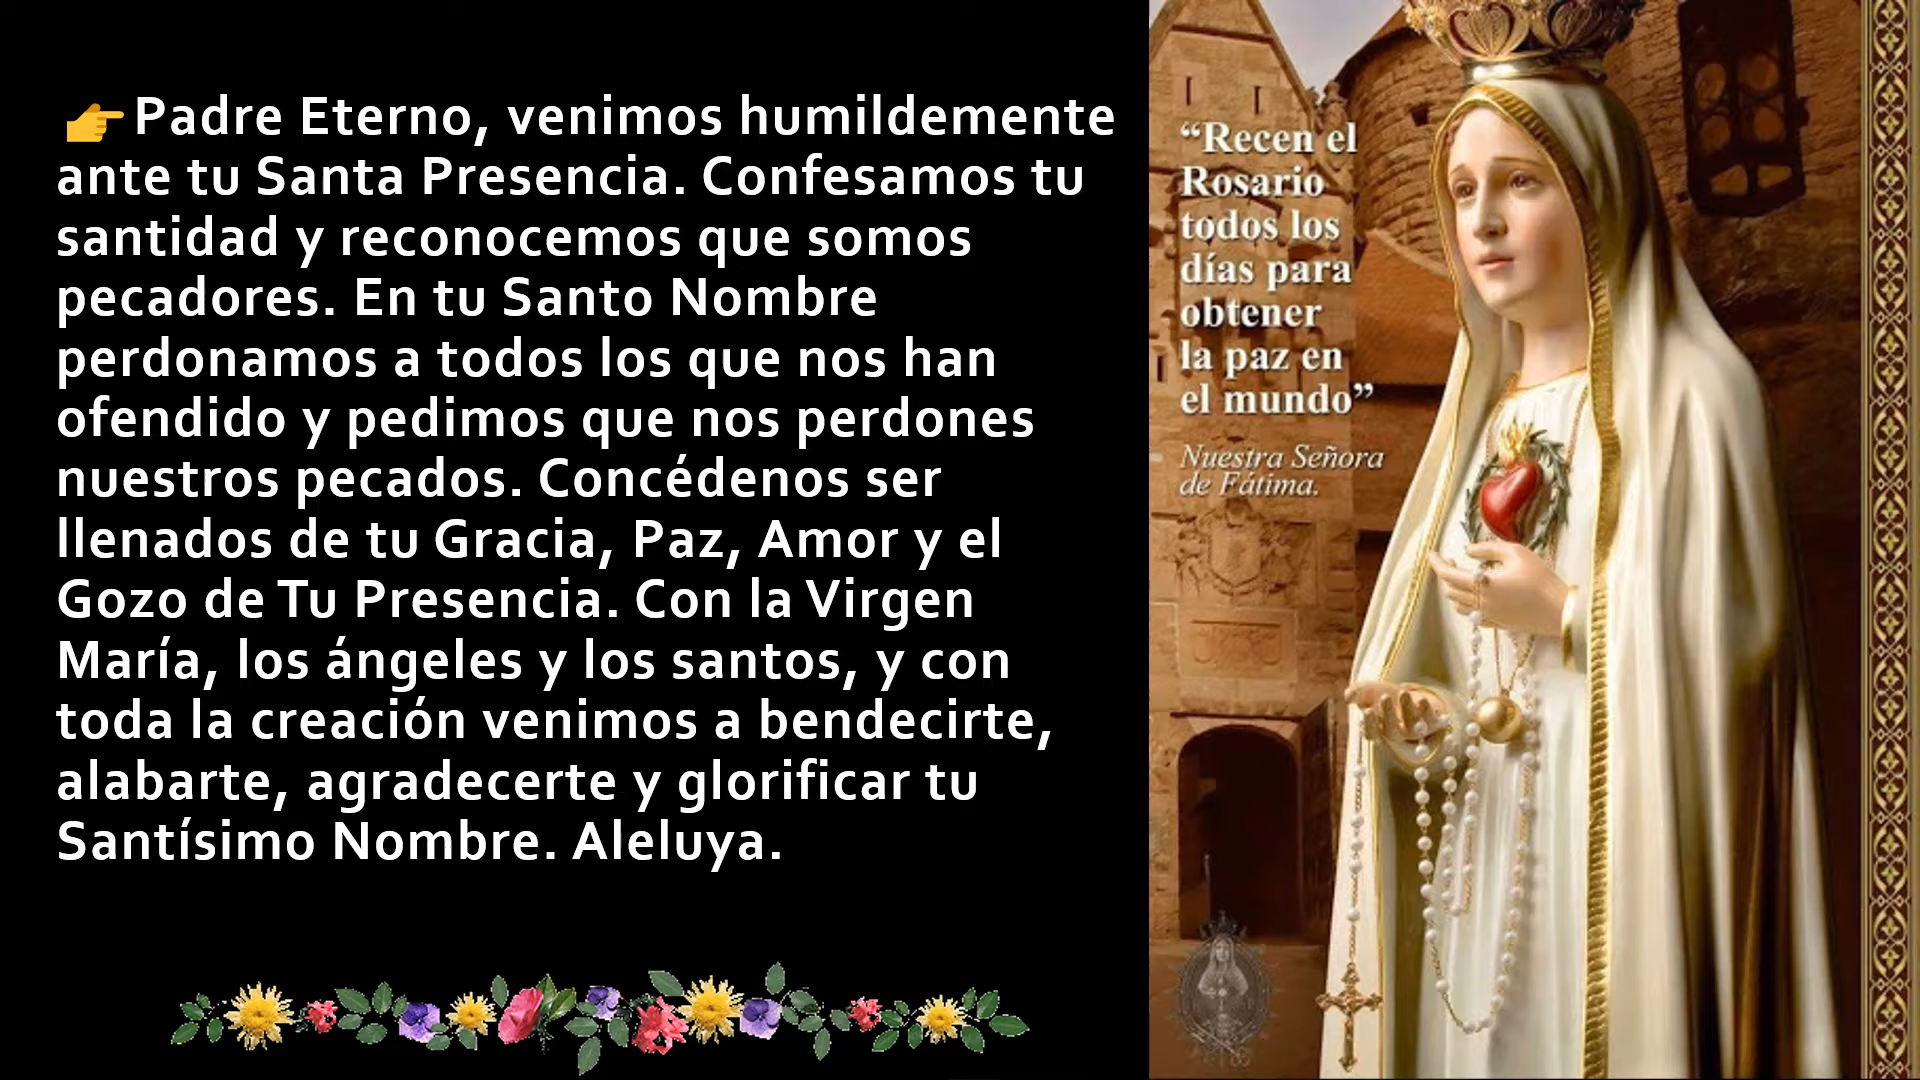 👉Padre Eterno, venimos humildemente
ante tu Santa Presencia. Confesamos tu
santidad y reconocemos que somos
pecadores. En tu Santo Nombre
perdonamos a todos los que nos han
ofendido y pedimos que nos perdones
nuestros pecados. Concédenos ser
llenados de tu Gracia, Paz, Amor y el
Gozo de Tu Presencia. Con la Virgen
María, los ángeles y los santos, y con
toda la creación venimos a bendecirte,
alabarte, agradecerte y glorificar tu
Santísimo Nombre. Aleluya.
“Recen el
Rosario
todos los
días para
obtener
la paz en
el mundo”
Nuestra Señora
de Fátima.